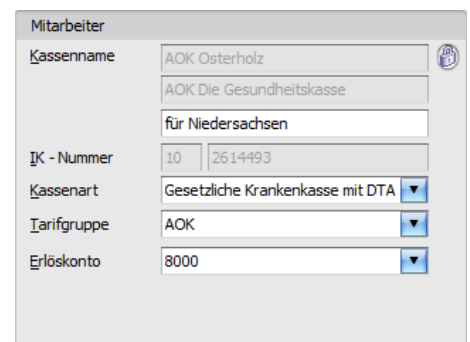 Mitarbeiter
Kassenname AOK Osterholz
AOK Die Gesundheitskasse
für Niedersachsen
IK - Nummer 10 2614493
Kassenart Gesetzliche Krankenkasse mit DTA
Tarifgruppe AOK
Erlöskonto 8000